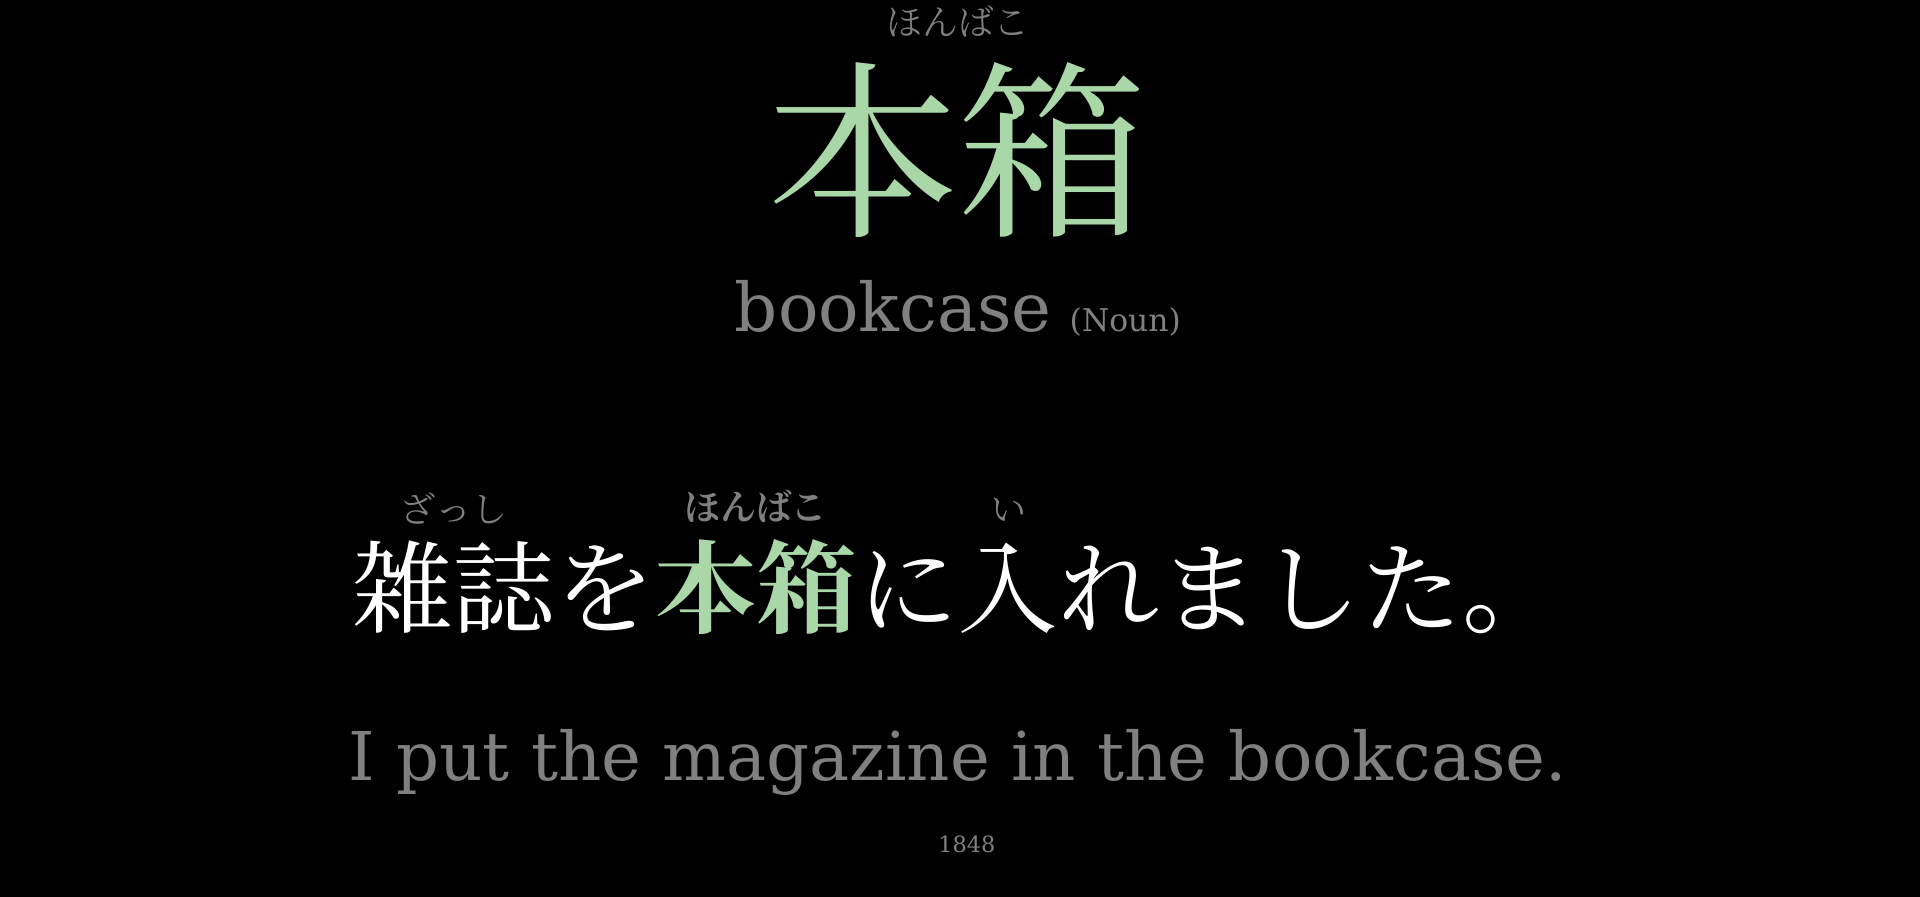 ほんばこ
本箱
bookcase (Noun)
ざっし ほんばこ い
雑誌を本箱に入れました。
I put the magazine in the bookcase.
1848